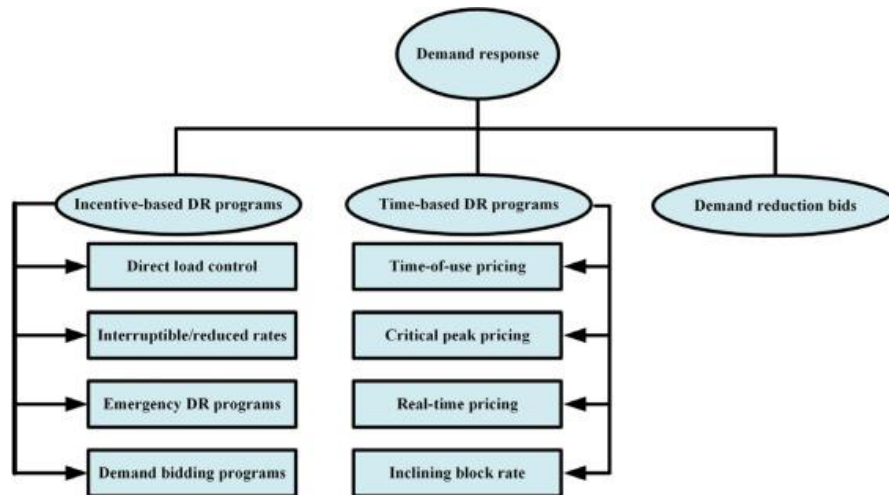 Demand response
Incentive-based DR programs
Time-based DR programs
Demand reduction bids
Direct load control
Time-of-use pricing
Interruptible/reduced rates
Critical peak pricing
Emergency DR programs
Real-time pricing
Demand bidding programs
Inclining block rate